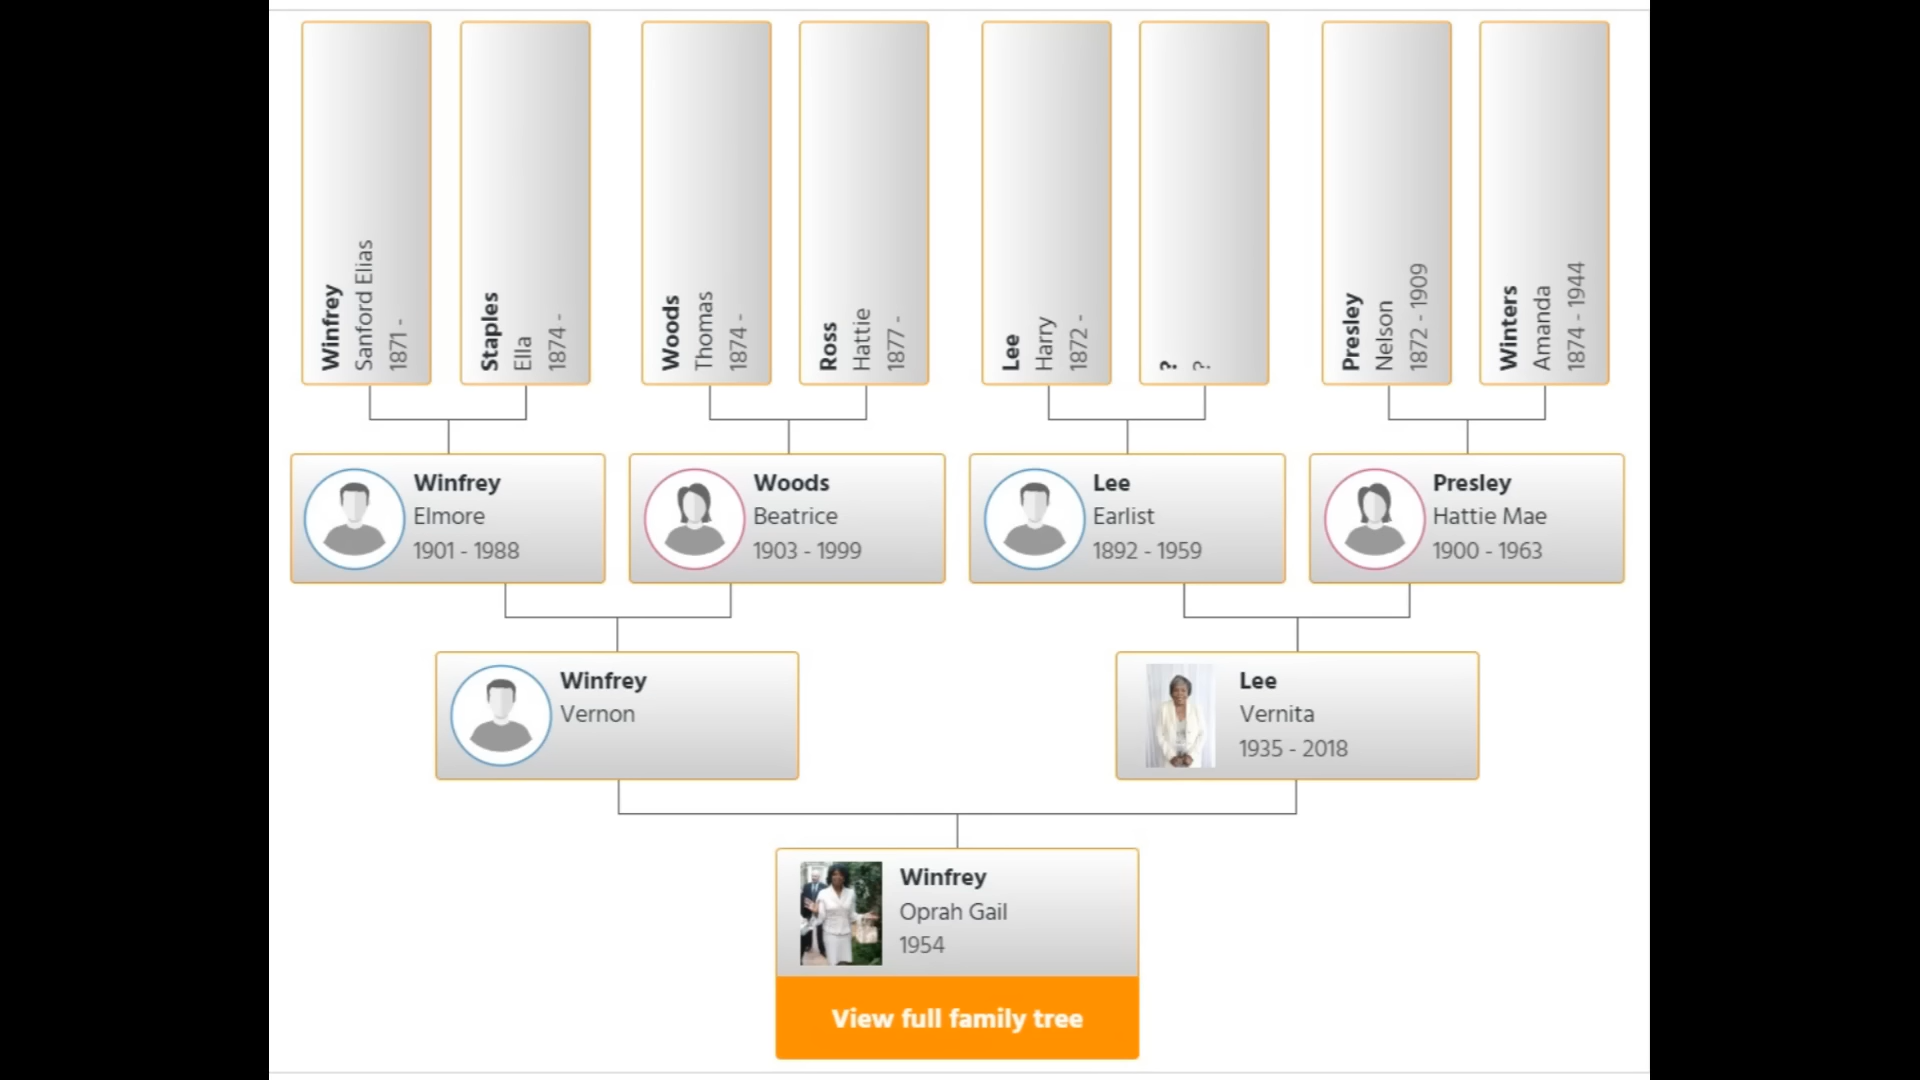 Winfrey
Sanford Elias
1871 -
Staples
Ella
1874 -
Woods
Thomas
1874 -
Ross
Hattie
1877 -
Lee
Harry
1872 -
?
?
Presley
Nelson
1872 - 1909
Winters
Amanda
1874 - 1944
Winfrey
Elmore
1901 - 1988
Woods
Beatrice
1903 - 1999
Lee
Earlist
1892 - 1959
Presley
Hattie Mae
1900 - 1963
Winfrey
Vernon
Lee
Vernita
1935 - 2018
Winfrey
Oprah Gail
1954
View full family tree